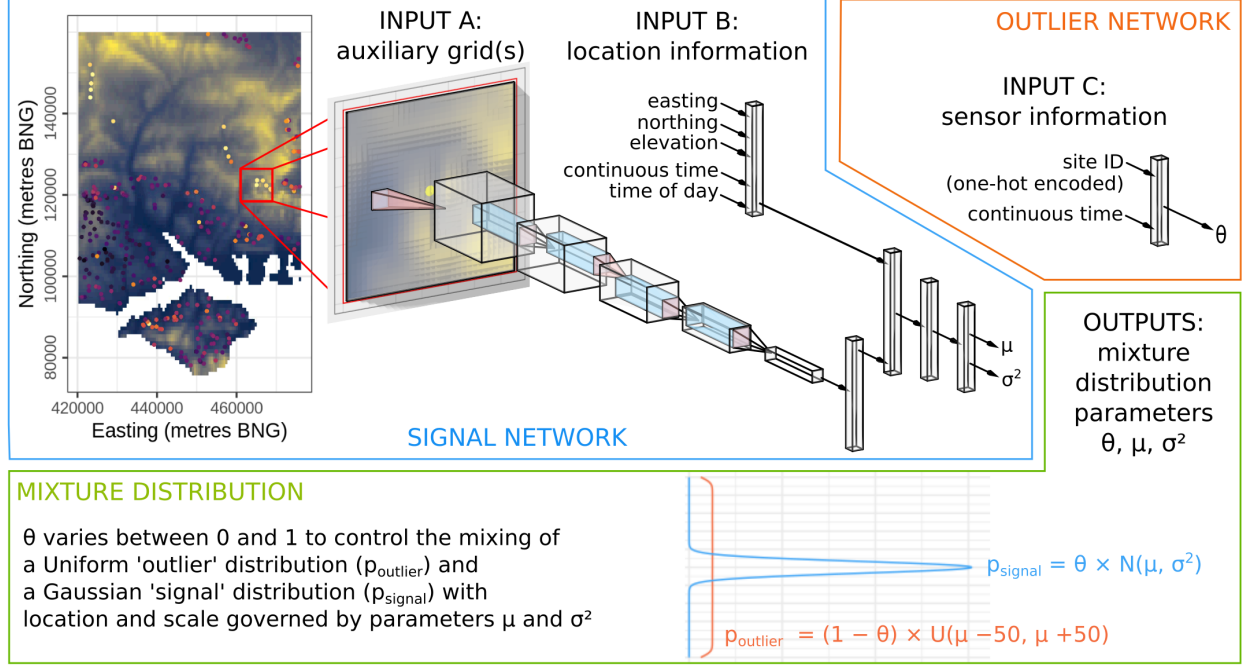 INPUT A:
auxiliary grid(s)
INPUT B:
location information
OUTLIER NETWORK
INPUT C:
sensor information
easting
northing
elevation
continuous time
time of day
site ID
(one-hot encoded)
continuous time
θ
Northing (metres BNG)
140000
120000
100000
80000
420000
440000
460000
Easting (metres BNG)
μ
σ²
SIGNAL NETWORK
OUTPUTS:
mixture
distribution
parameters
θ, μ, σ²
MIXTURE DISTRIBUTION
θ varies between 0 and 1 to control the mixing of
a Uniform 'outlier' distribution (p_outlier) and
a Gaussian 'signal' distribution (p_signal) with
location and scale governed by parameters μ and σ²
p_signal = θ × N(μ, σ²)
p_outlier = (1 − θ) × U(μ −50, μ +50)